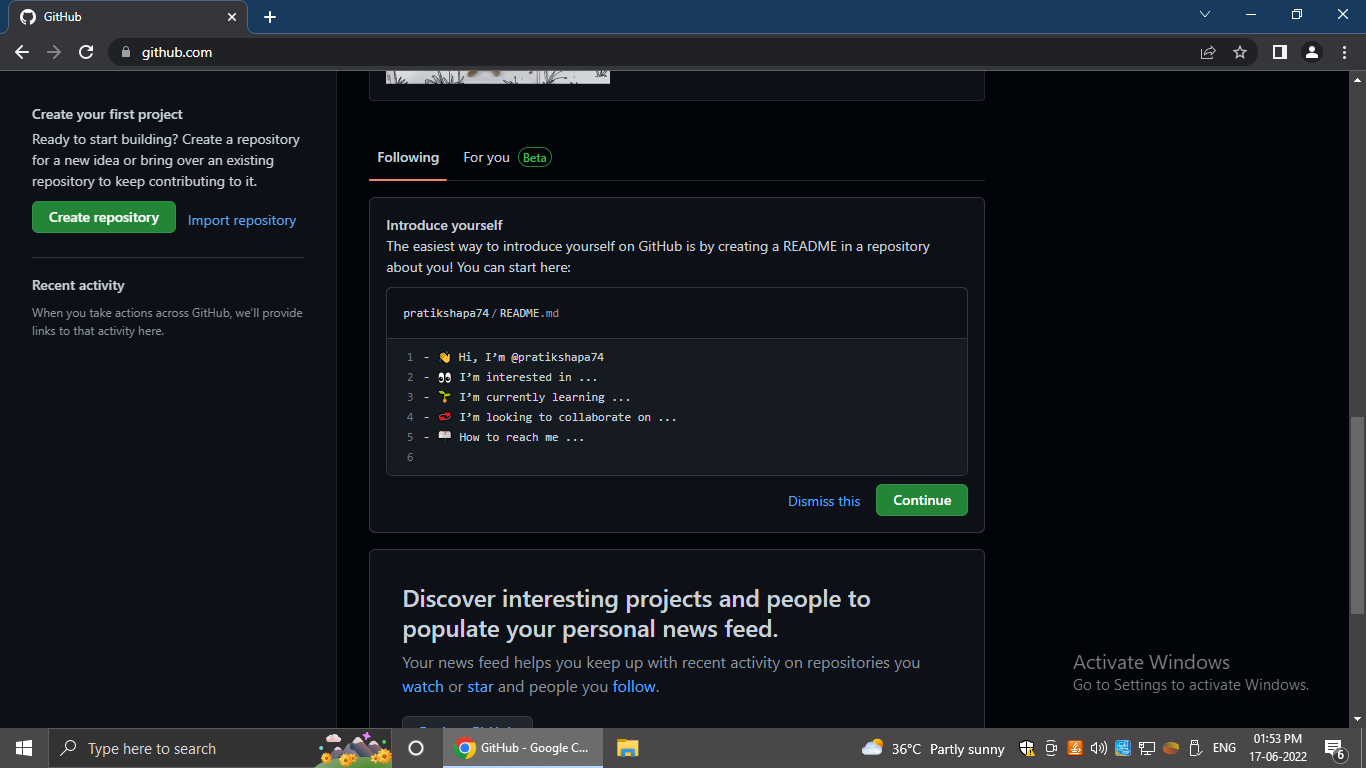 GitHub
github.com
Create your first project
Ready to start building? Create a repository
for a new idea or bring over an existing
repository to keep contributing to it.
Create repository
Import repository
Recent activity
When you take actions across GitHub, we'll provide
links to that activity here.
Following
For you Beta
Introduce yourself
The easiest way to introduce yourself on GitHub is by creating a README in a repository
about you! You can start here:
pratikshapa74/README.md
1 - 👋 Hi, I'm @pratikshapa74
2 - 👀 I'm interested in ...
3 - 🌱 I'm currently learning ...
4 - 💞️ I'm looking to collaborate on ...
5 - 📫 How to reach me ...
6
Dismiss this
Continue
Discover interesting projects and people to
populate your personal news feed.
Your news feed helps you keep up with recent activity on repositories you
watch or star and people you follow.
Activate Windows
Go to Settings to activate Windows.
Type here to search
GitHub - Google C...
36°C Partly sunny
ENG
01:53 PM
17-06-2022
6